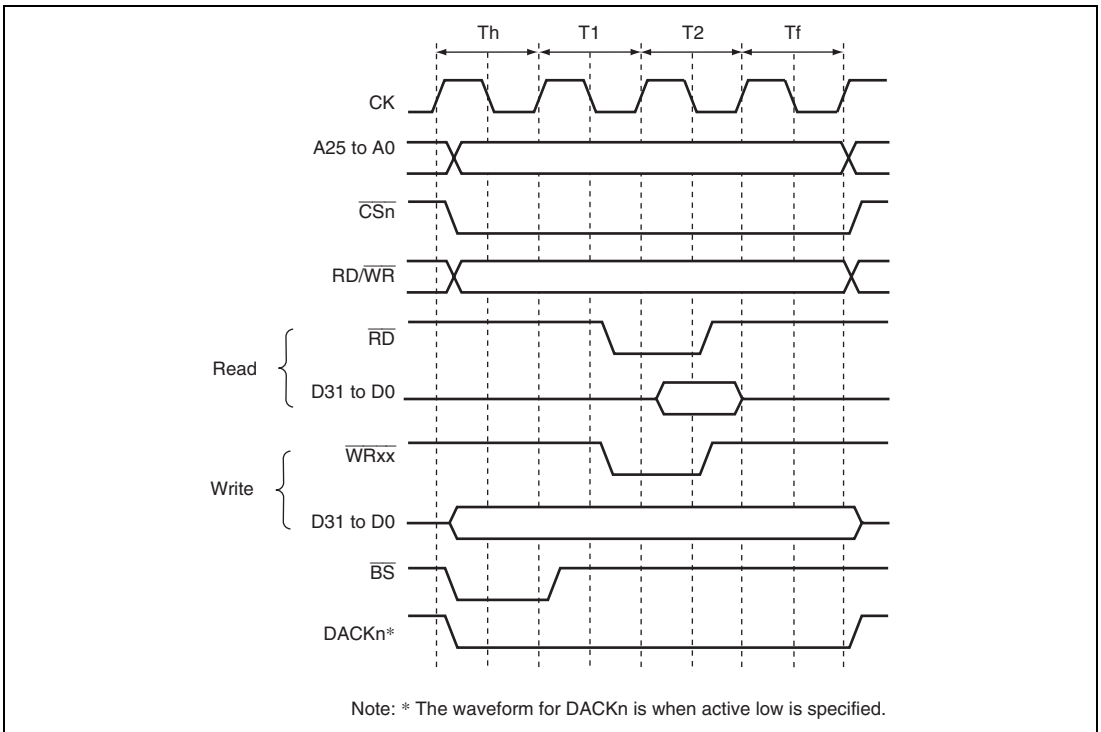 Th T1 T2 Tf
CK
A25 to A0
CSn
RD/WR
RD
Read
D31 to D0
WRxx
Write
D31 to D0
BS
DACKn*
Note: * The waveform for DACKn is when active low is specified.